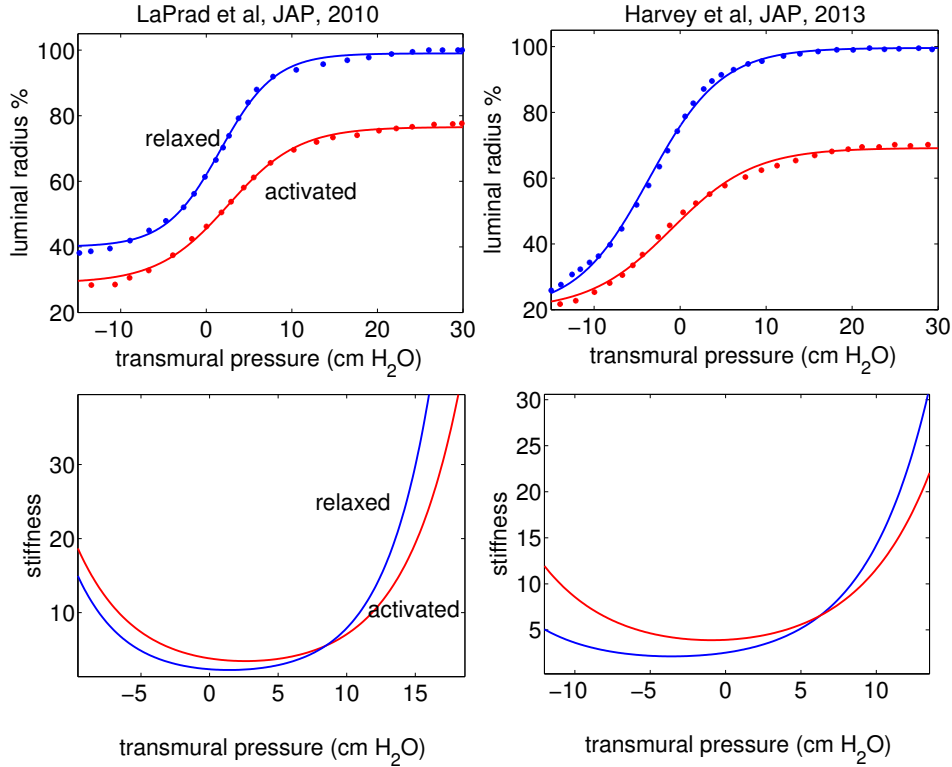 LaPrad et al, JAP, 2010
100
80
60
40
20
luminal radius %
relaxed
activated
−10 0 10 20 30
transmural pressure (cm H₂O)
Harvey et al, JAP, 2013
100
80
60
40
20
luminal radius %
−10 0 10 20 30
transmural pressure (cm H₂O)
30
20
10
stiffness
relaxed
activated
−5 0 5 10 15
transmural pressure (cm H₂O)
30
25
20
15
10
5
stiffness
−10 −5 0 5 10
transmural pressure (cm H₂O)